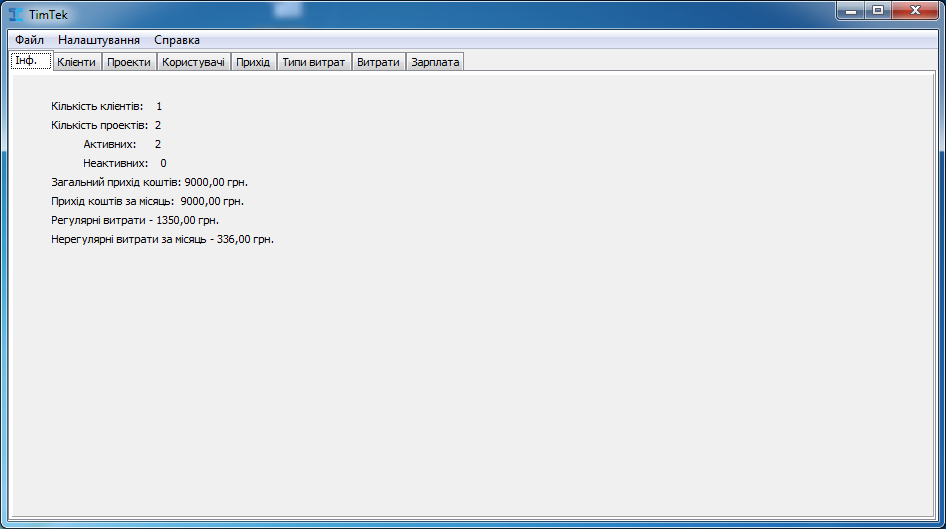 TimTek
Файл Налаштування Справка
Інф. Клієнти Проекти Користувачі Прихід Типи витрат Витрати Зарплата
Кількість клієнтів: 1
Кількість проектів: 2
Активних: 2
Неактивних: 0
Загальний прихід коштів: 9000,00 грн.
Прихід коштів за місяць: 9000,00 грн.
Регулярні витрати - 1350,00 грн.
Нерегулярні витрати за місяць - 336,00 грн.